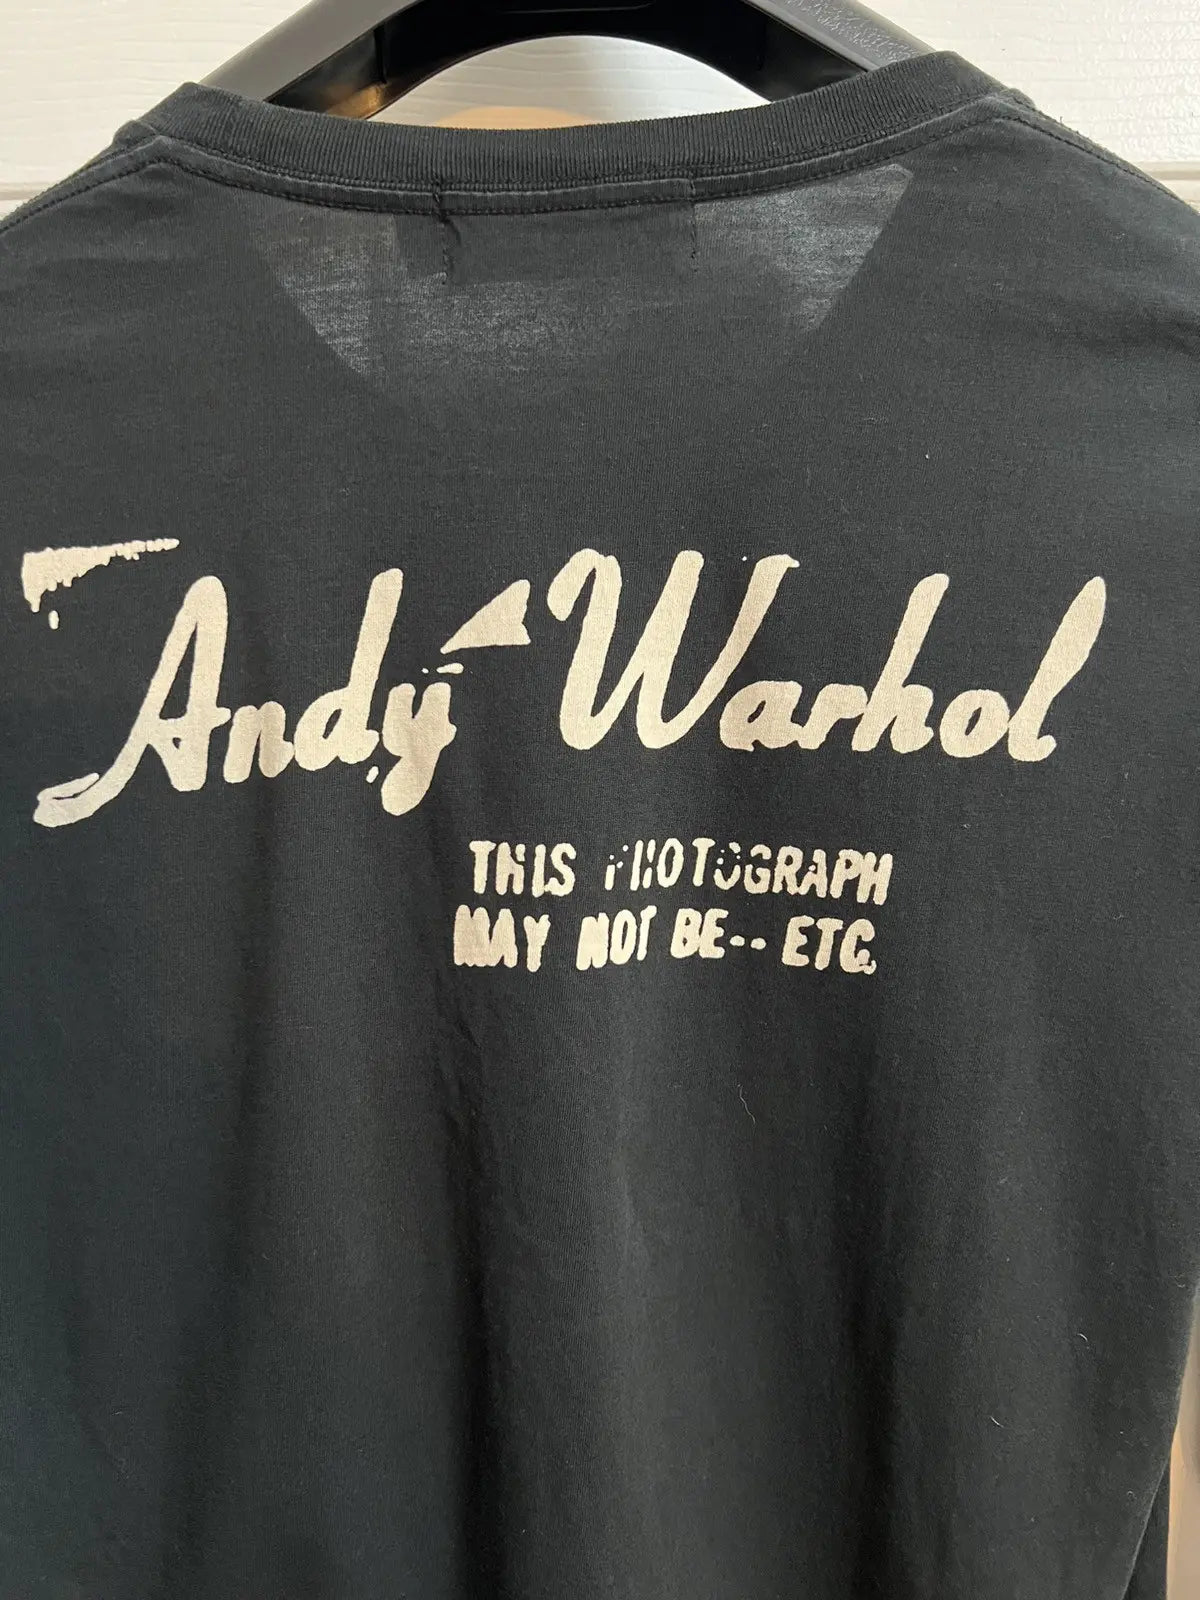 Andy Warhol
THIS PHOTOGRAPH
MAY NOT BE-- ETC.